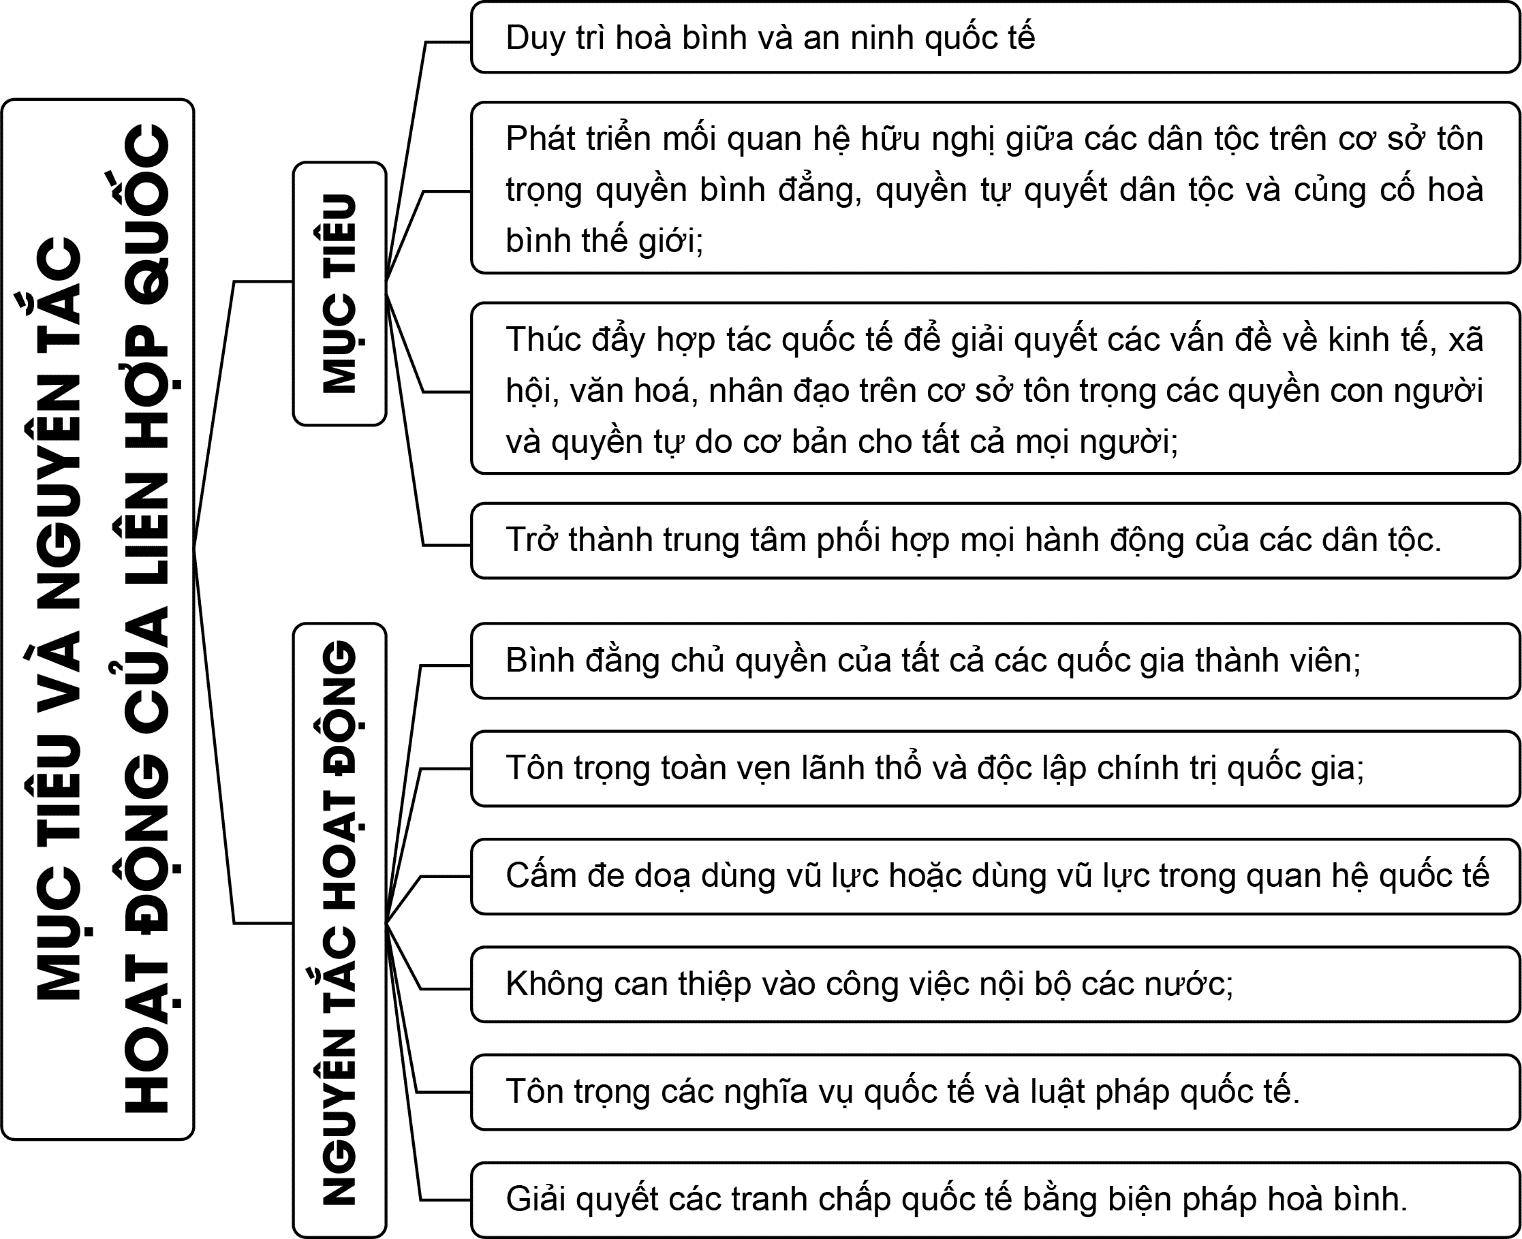 MỤC TIÊU VÀ NGUYÊN TẮC
HOẠT ĐỘNG CỦA LIÊN HỢP QUỐC
MỤC TIÊU
Duy trì hoà bình và an ninh quốc tế
Phát triển mối quan hệ hữu nghị giữa các dân tộc trên cơ sở tôn
trọng quyền bình đẳng, quyền tự quyết dân tộc và củng cố hoà
bình thế giới;
Thúc đẩy hợp tác quốc tế để giải quyết các vấn đề về kinh tế, xã
hội, văn hoá, nhân đạo trên cơ sở tôn trọng các quyền con người
và quyền tự do cơ bản cho tất cả mọi người;
Trở thành trung tâm phối hợp mọi hành động của các dân tộc.
NGUYÊN TẮC HOẠT ĐỘNG
Bình đằng chủ quyền của tất cả các quốc gia thành viên;
Tôn trọng toàn vẹn lãnh thổ và độc lập chính trị quốc gia;
Cấm đe doạ dùng vũ lực hoặc dùng vũ lực trong quan hệ quốc tế
Không can thiệp vào công việc nội bộ các nước;
Tôn trọng các nghĩa vụ quốc tế và luật pháp quốc tế.
Giải quyết các tranh chấp quốc tế bằng biện pháp hoà bình.